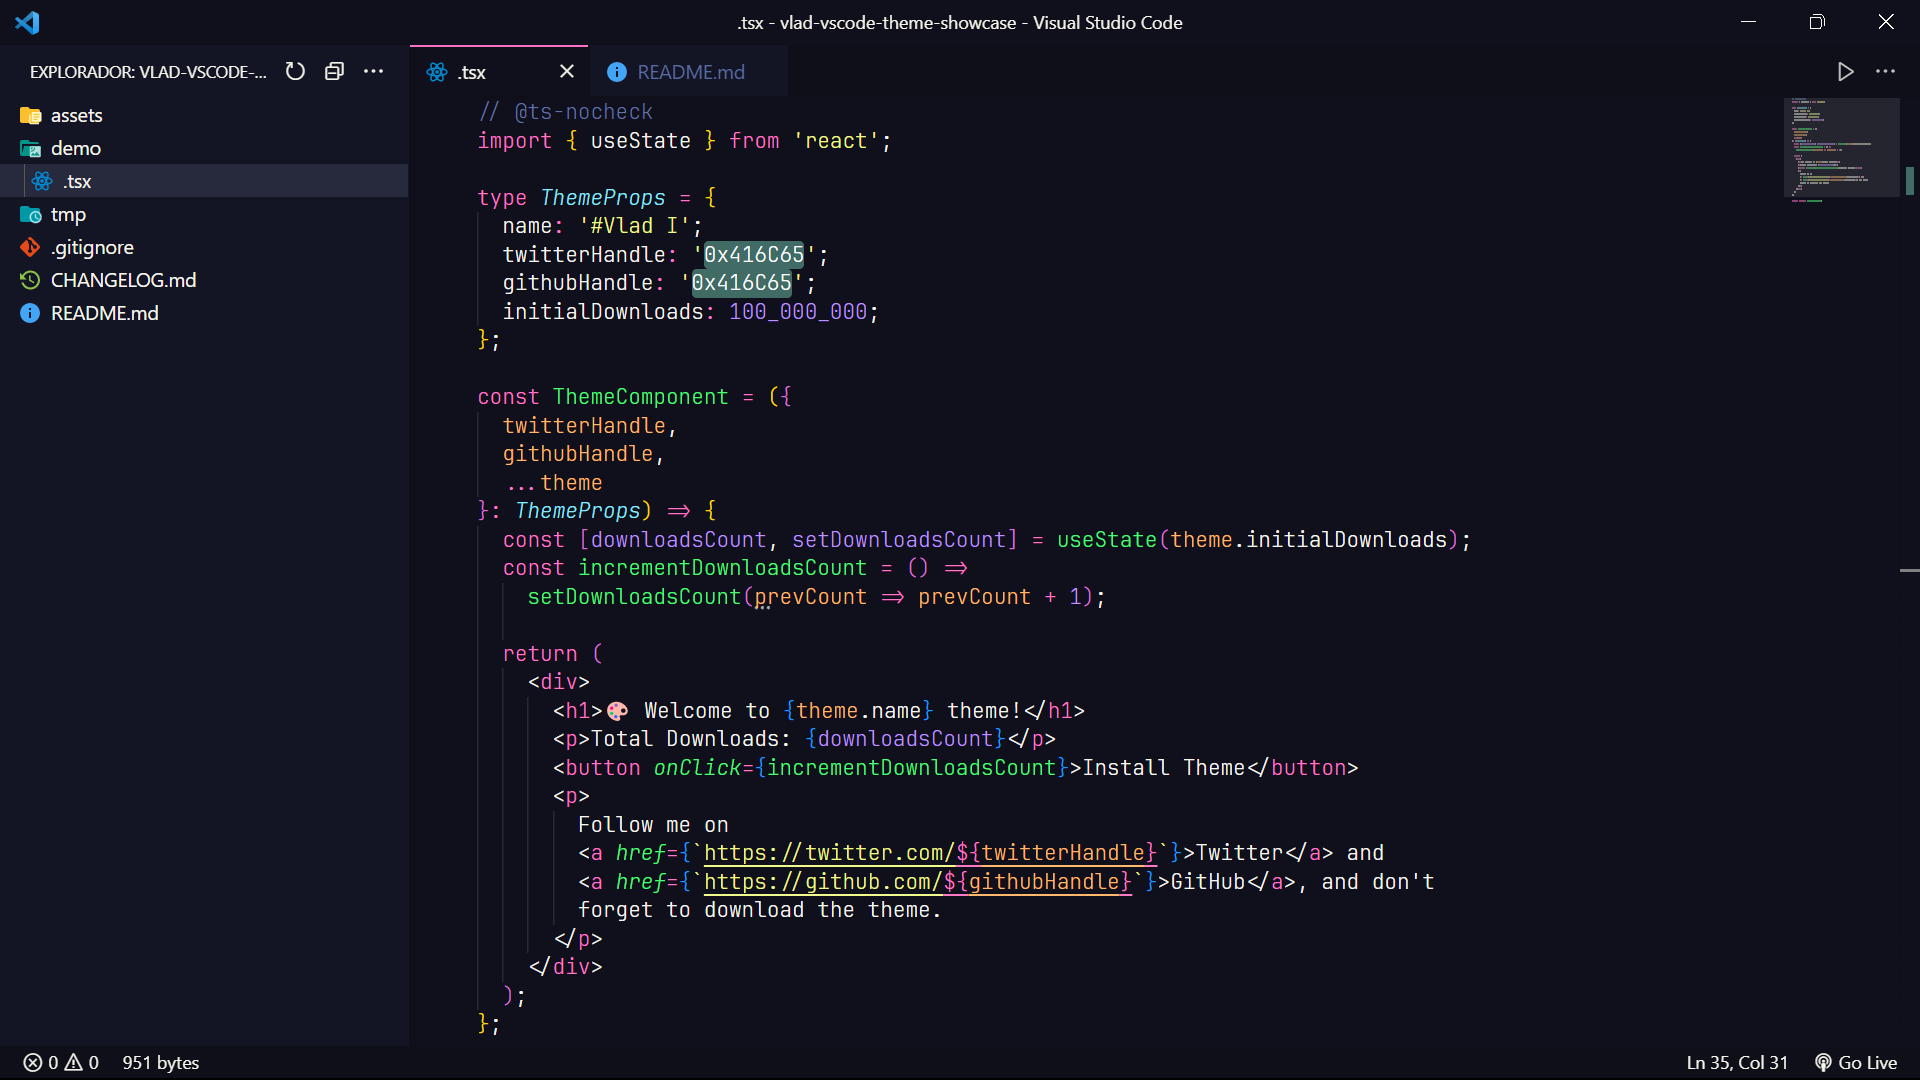 .tsx - vlad-vscode-theme-showcase - Visual Studio Code
EXPLORADOR: VLAD-VSCODE-...
assets
demo
.tsx
tmp
.gitignore
CHANGELOG.md
README.md
.tsx
README.md
// @ts-nocheck
import { useState } from 'react';
type ThemeProps = {
  name: '#Vlad I';
  twitterHandle: '0x416C65';
  githubHandle: '0x416C65';
  initialDownloads: 100_000_000;
};
const ThemeComponent = ({
  twitterHandle,
  githubHandle,
  ...theme
}: ThemeProps) => {
  const [downloadsCount, setDownloadsCount] = useState(theme.initialDownloads);
  const incrementDownloadsCount = () =>
    setDownloadsCount(prevCount => prevCount + 1);
  return (
    <div>
      <h1>🎨 Welcome to {theme.name} theme!</h1>
      <p>Total Downloads: {downloadsCount}</p>
      <button onClick={incrementDownloadsCount}>Install Theme</button>
      <p>
        Follow me on
        <a href={`https://twitter.com/${twitterHandle}`}>Twitter</a> and
        <a href={`https://github.com/${githubHandle}`}>GitHub</a>, and don't
        forget to download the theme.
      </p>
    </div>
  );
};
0 0 951 bytes
Ln 35, Col 31 Go Live